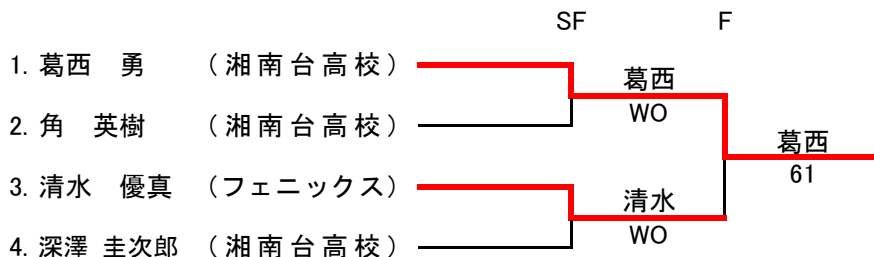 SF F
1. 葛西 勇 （湘南台高校）
葛西
WO
2. 角 英樹 （湘南台高校）
葛西
61
3. 清水 優真 （フェニックス）
清水
WO
4. 深澤 圭次郎 （湘南台高校）